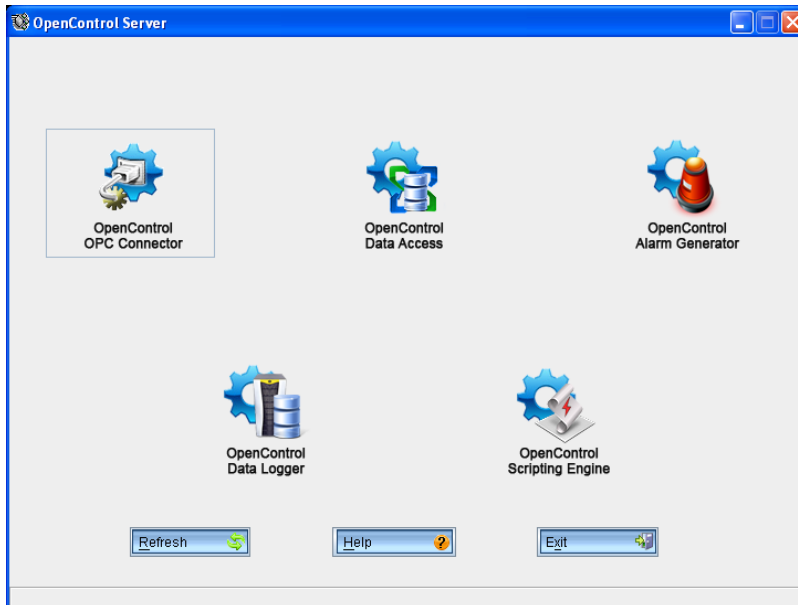 OpenControl Server
OpenControl
OPC Connector
OpenControl
Data Access
OpenControl
Alarm Generator
OpenControl
Data Logger
OpenControl
Scripting Engine
Refresh
Help
Exit